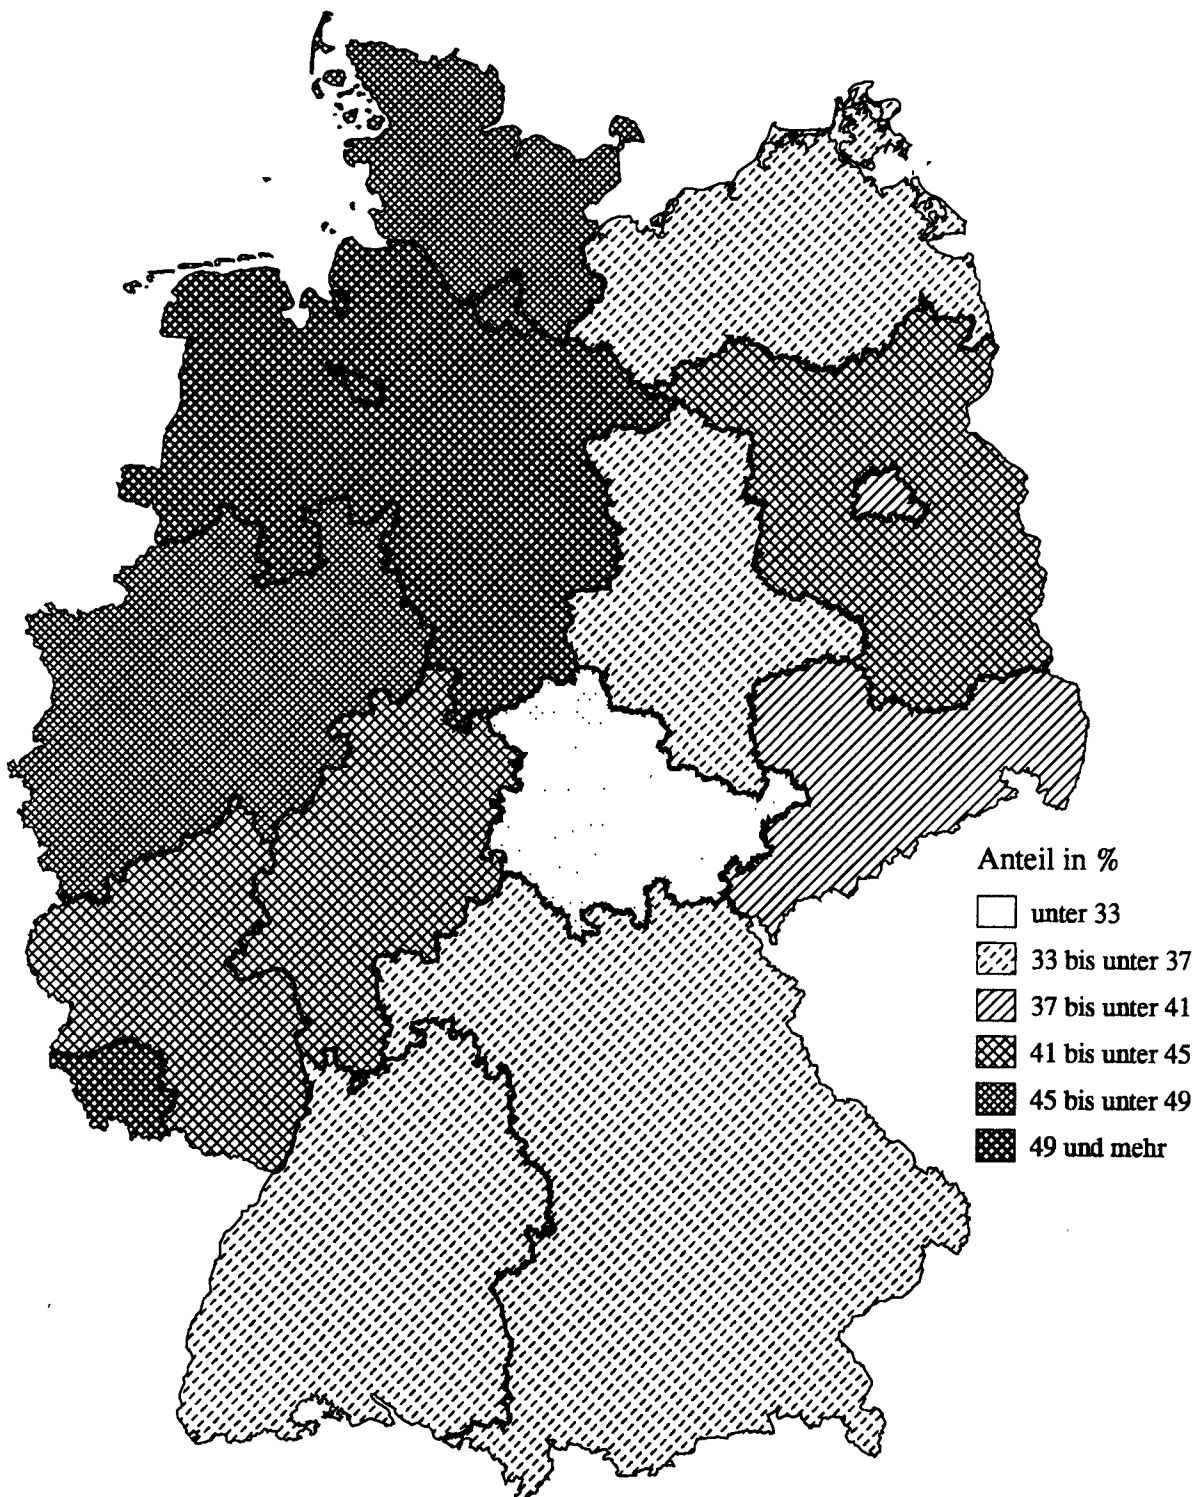 Anteil in %
unter 33
33 bis unter 37
37 bis unter 41
41 bis unter 45
45 bis unter 49
49 und mehr